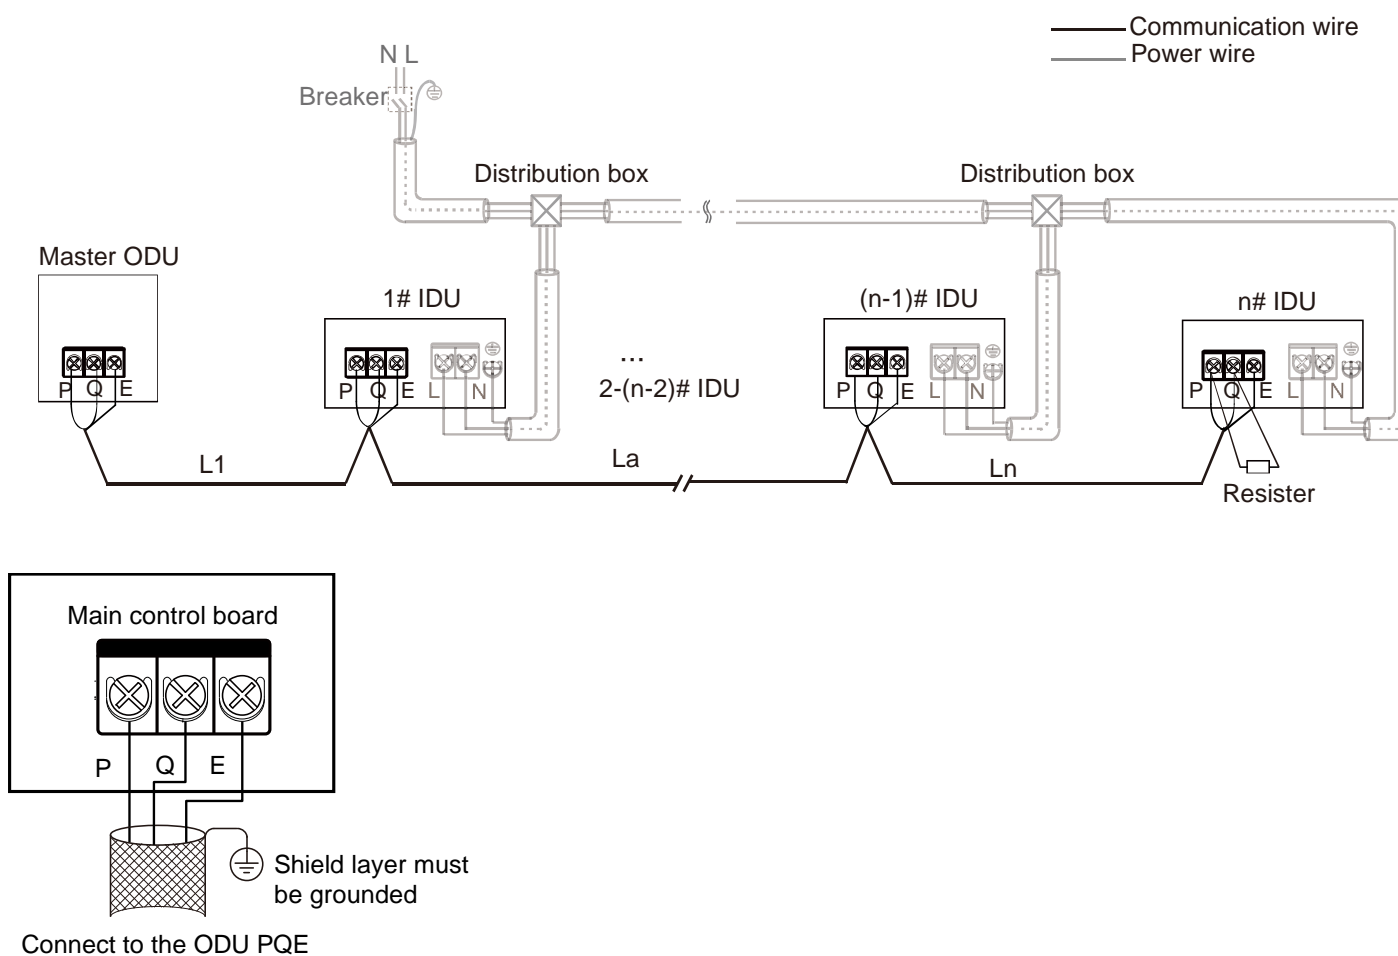 Communication wire
Power wire
N L
Breaker
Distribution box
Distribution box
Master ODU
1# IDU
(n-1)# IDU
n# IDU
...
2-(n-2)# IDU
P Q E
P Q E L N
P Q E L N
P Q E L N
L1
La
Ln
Resister
Main control board
P Q E
Shield layer must
be grounded
Connect to the ODU PQE